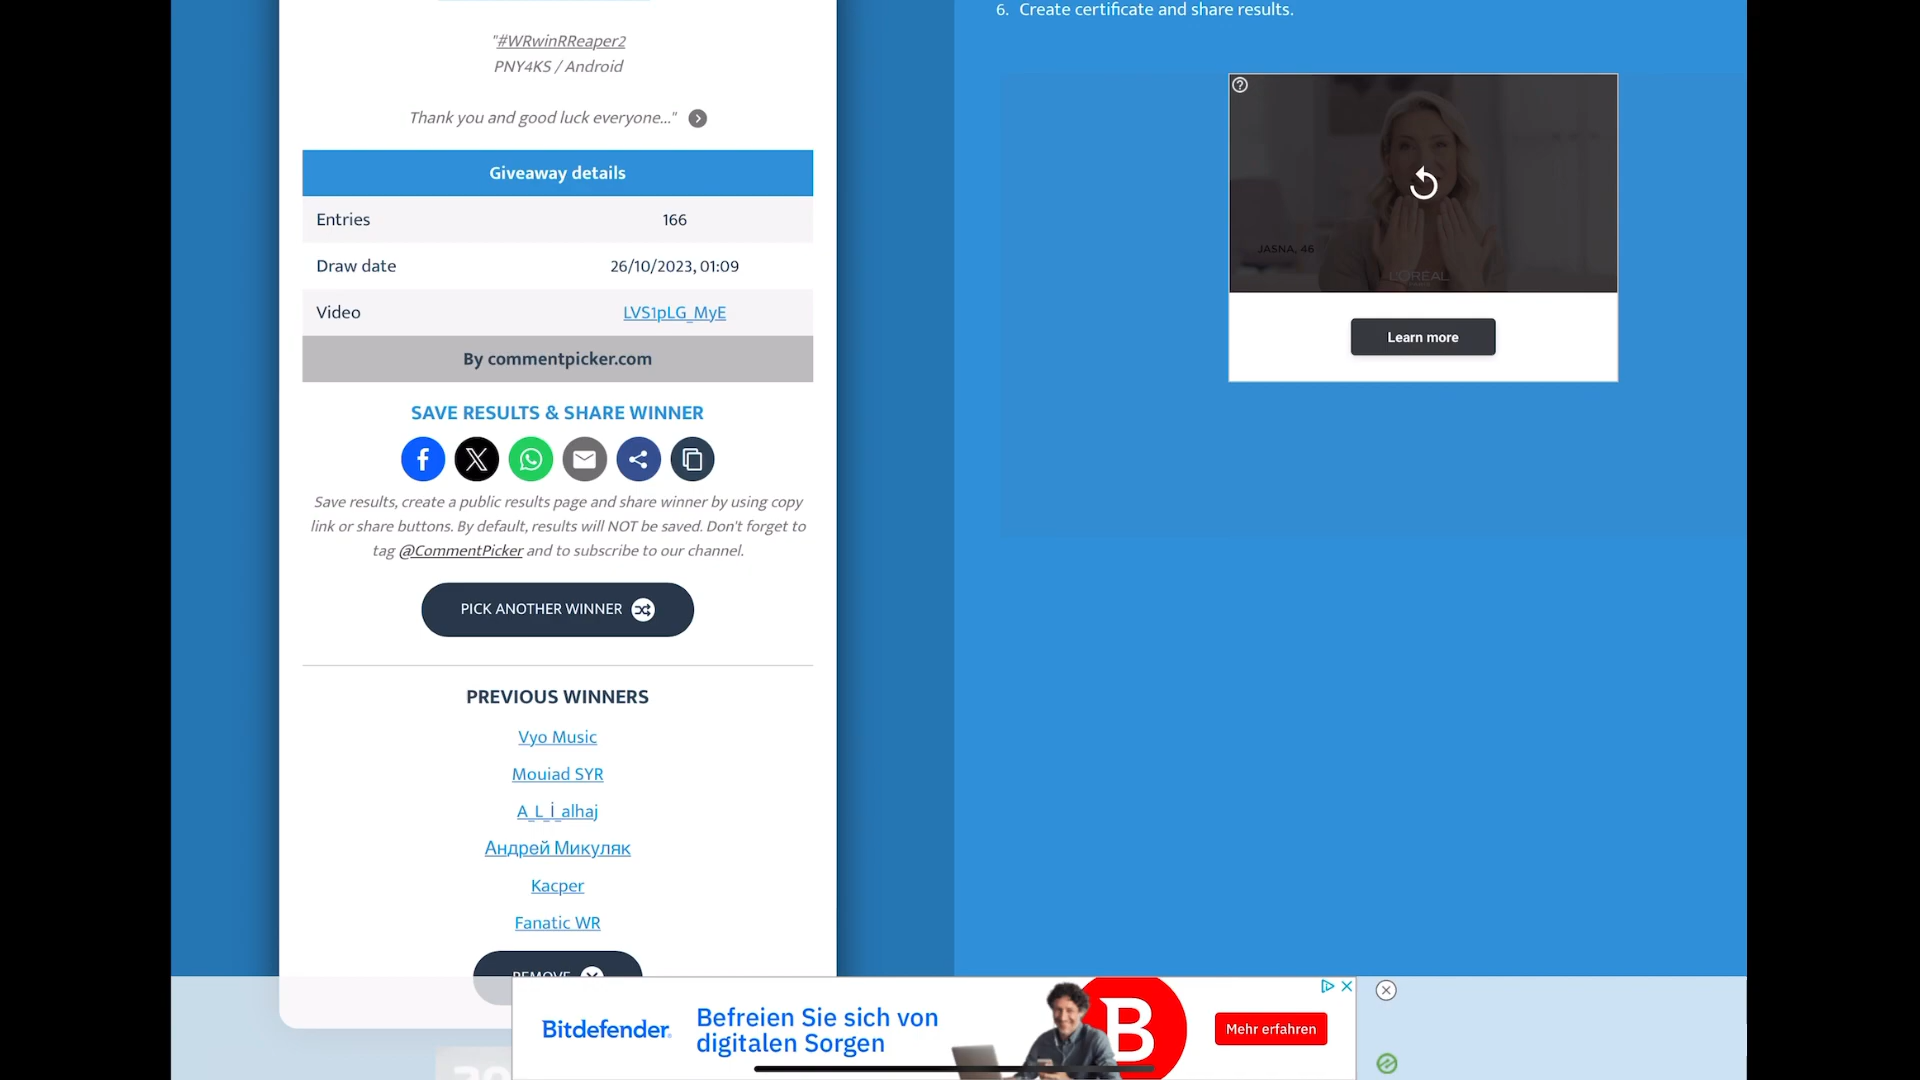 "#WRwinRReaper2
PNY4KS / Android
Thank you and good luck everyone..."
Giveaway details
Entries 166
Draw date 26/10/2023, 01:09
Video LVS1pLG_MyE
By commentpicker.com
SAVE RESULTS & SHARE WINNER
Save results, create a public results page and share winner by using copy
link or share buttons. By default, results will NOT be saved. Don't forget to
tag @CommentPicker and to subscribe to our channel.
PICK ANOTHER WINNER
PREVIOUS WINNERS
Vyo Music
Mouiad SYR
A_L_İ_alhaj
Андрей Микуляк
Kacper
Fanatic WR
REMOVE
6. Create certificate and share results.
JASNA, 46
L'ORÉAL
Learn more
Bitdefender
Befreien Sie sich von
digitalen Sorgen
B
Mehr erfahren